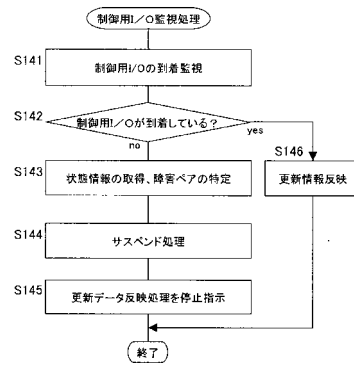 制御用I／O監視処理
S141
制御用I/Oの到着監視
S142
制御用I／Oが到着している？
yes
no
S146
S143
状態情報の取得、障害ペアの特定
更新情報反映
S144
サスペンド処理
S145
更新データ反映処理を停止指示
終了